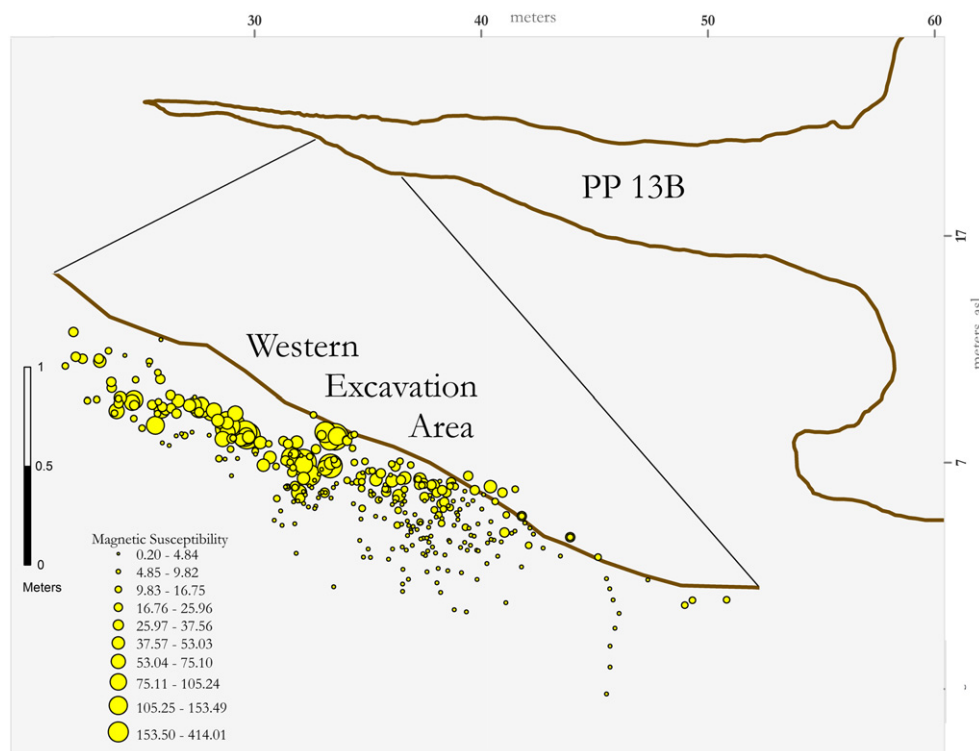 meters
30 40 50 60
PP 13B
17
meters, asl
Western
Excavation
Area
7
1
0.5
0
Meters
Magnetic Susceptibility
0.20 - 4.84
4.85 - 9.82
9.83 - 16.75
16.76 - 25.96
25.97 - 37.56
37.57 - 53.03
53.04 - 75.10
75.11 - 105.24
105.25 - 153.49
153.50 - 414.01